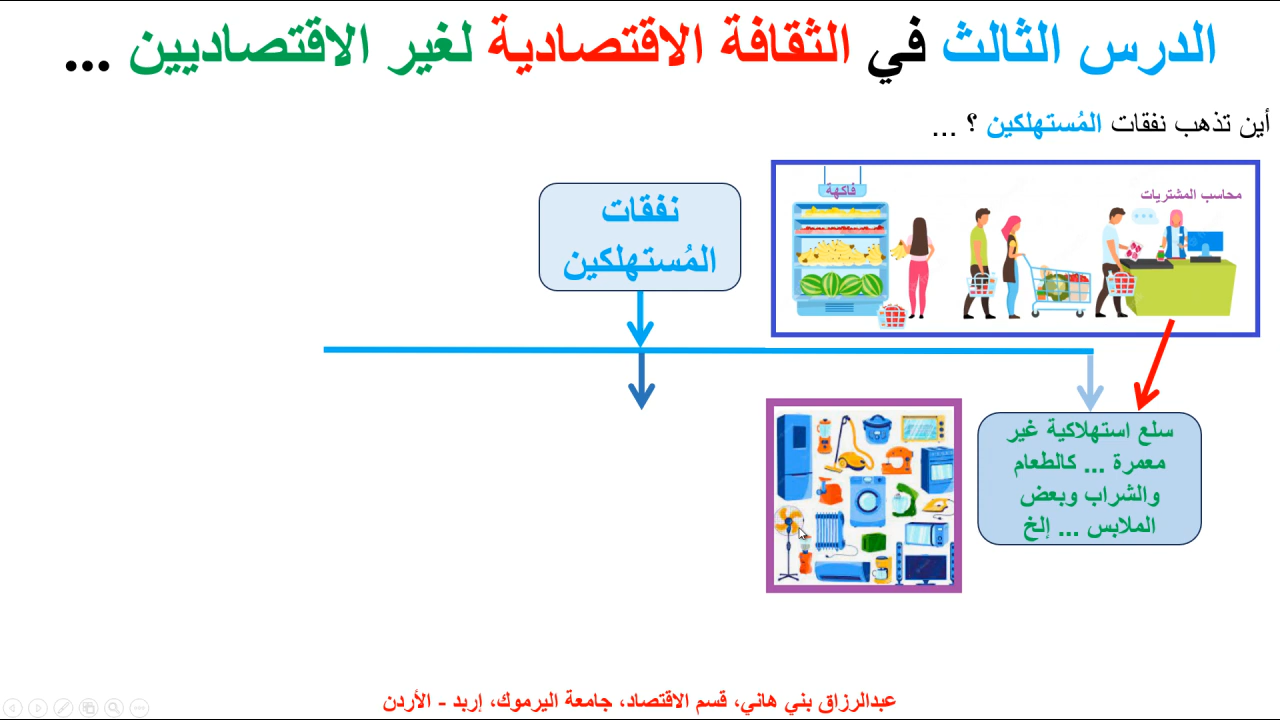 الدرس الثالث في الثقافة الاقتصادية لغير الاقتصاديين ...
أين تذهب نفقات المُستهلكين ؟ ...
فاكهة
محاسب المشتريات
نفقات
المُستهلكين
سلع استهلاكية غير
معمرة ... كالطعام
والشراب وبعض
الملابس ... إلخ
عبدالرزاق بني هاني، قسم الاقتصاد، جامعة اليرموك، إربد - الأردن